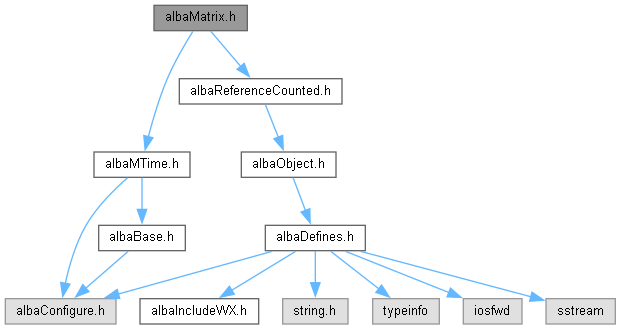 albaMatrix.h
albaReferenceCounted.h
albaMTime.h
albaObject.h
albaBase.h
albaDefines.h
albaConfigure.h
albaIncludeWX.h
string.h
typeinfo
iosfwd
sstream